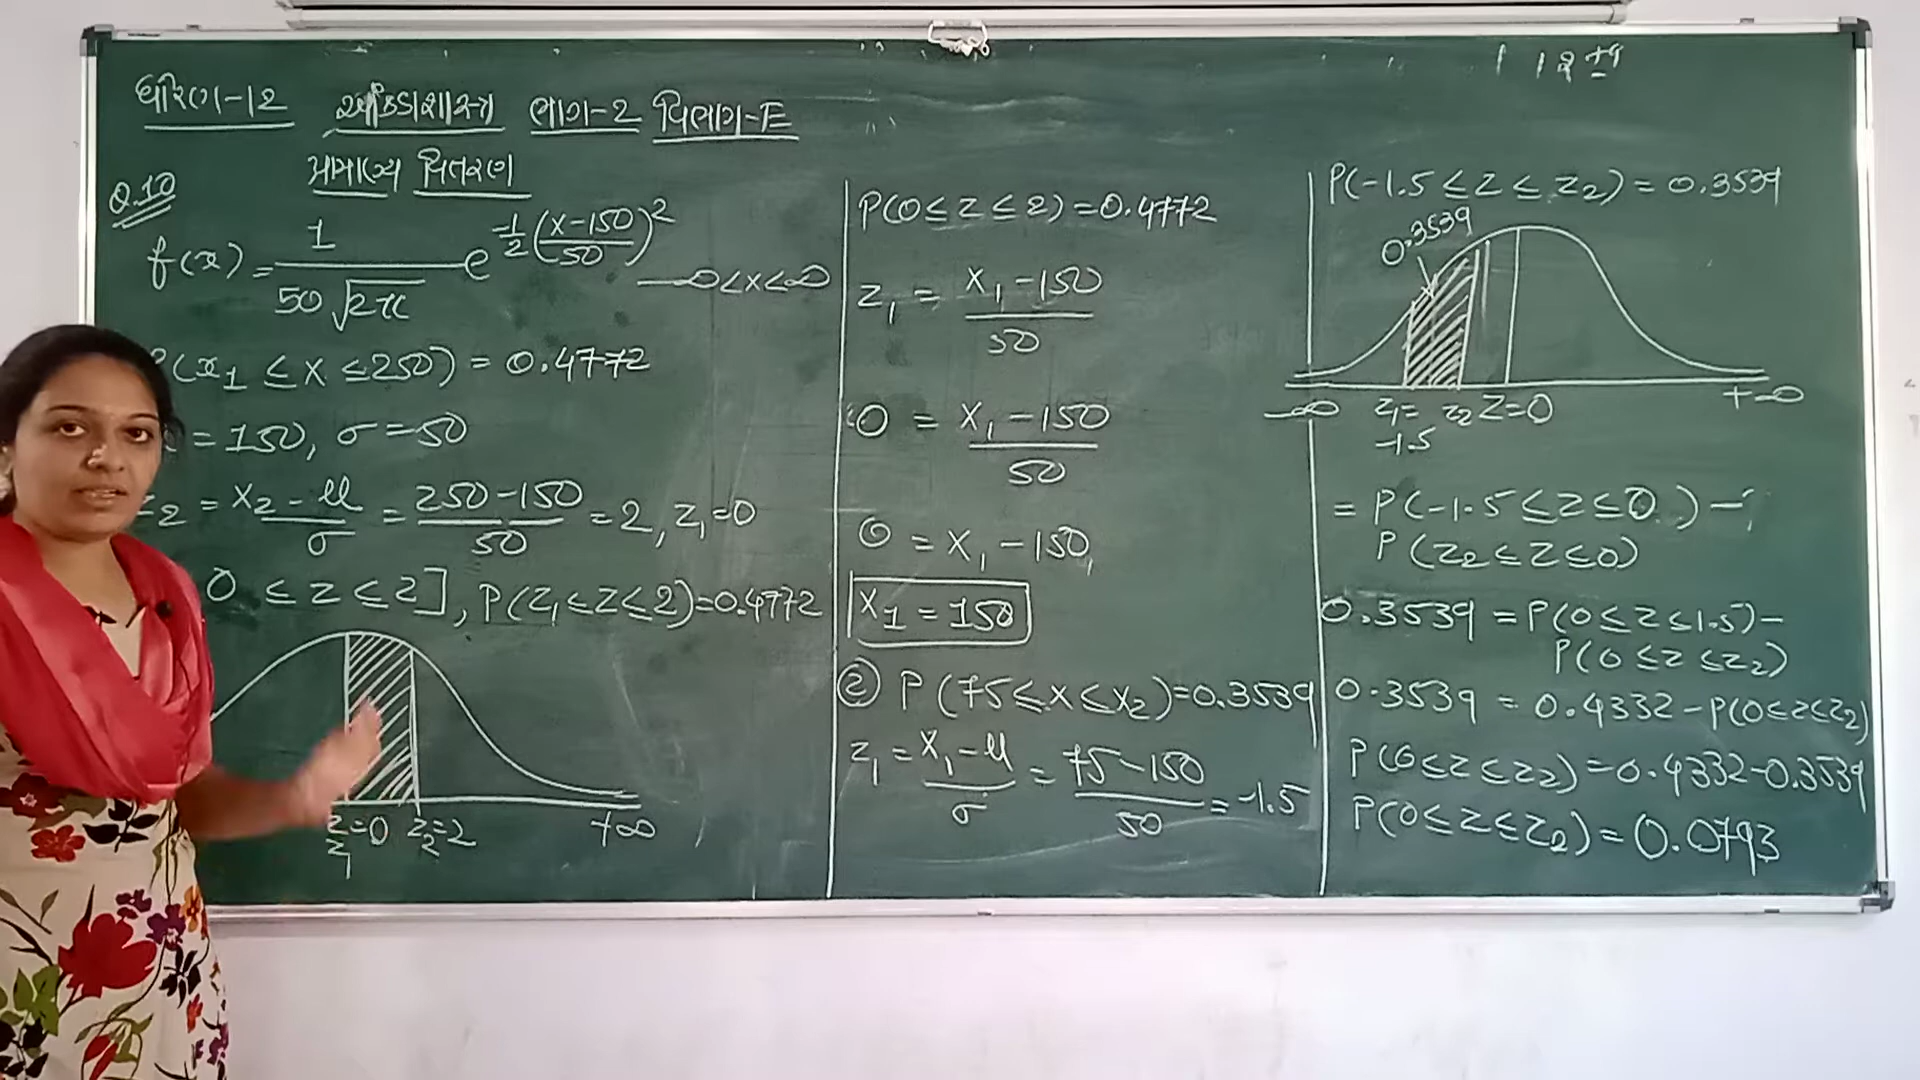 ધોરણ-12 આંકડાશાસ્ત્ર ભાગ-2 વિભાગ-E
પ્રામાણ્ય વિતરણ
Q.10
f(x) = 1/(50√2π) e^(-1/2 ((x-150)/50)^2) -∞<x<∞
(x1 ≤ x ≤ 250) = 0.4772
= 150, σ = 50
2 = (x2 - μ)/σ = (250-150)/50 = 2, z1 = 0
0 ≤ z ≤ 2], P(z1 ≤ z ≤ 2) = 0.4772
z=0 z2=2 +∞
z1
P(0 ≤ z ≤ 2) = 0.4772
z1 = (x1 - 150)/50
0 = (x1 - 150)/50
0 = x1 - 150,
x1 = 150
② P(75 ≤ x ≤ x2) = 0.3539
z1 = (x1 - μ)/σ = (75-150)/50 = -1.5
12th
P(-1.5 ≤ z ≤ z2) = 0.3539
0.3539
-∞ z1= z2 z=0 +∞
-1.5
= P(-1.5 ≤ z ≤ 0) -
P(z2 ≤ z ≤ 0)
0.3539 = P(0 ≤ z ≤ 1.5) -
P(0 ≤ z ≤ z2)
0.3539 = 0.4332 - P(0 ≤ z ≤ z2)
P(0 ≤ z ≤ z2) = 0.4332 - 0.3539
P(0 ≤ z ≤ z2) = 0.0793